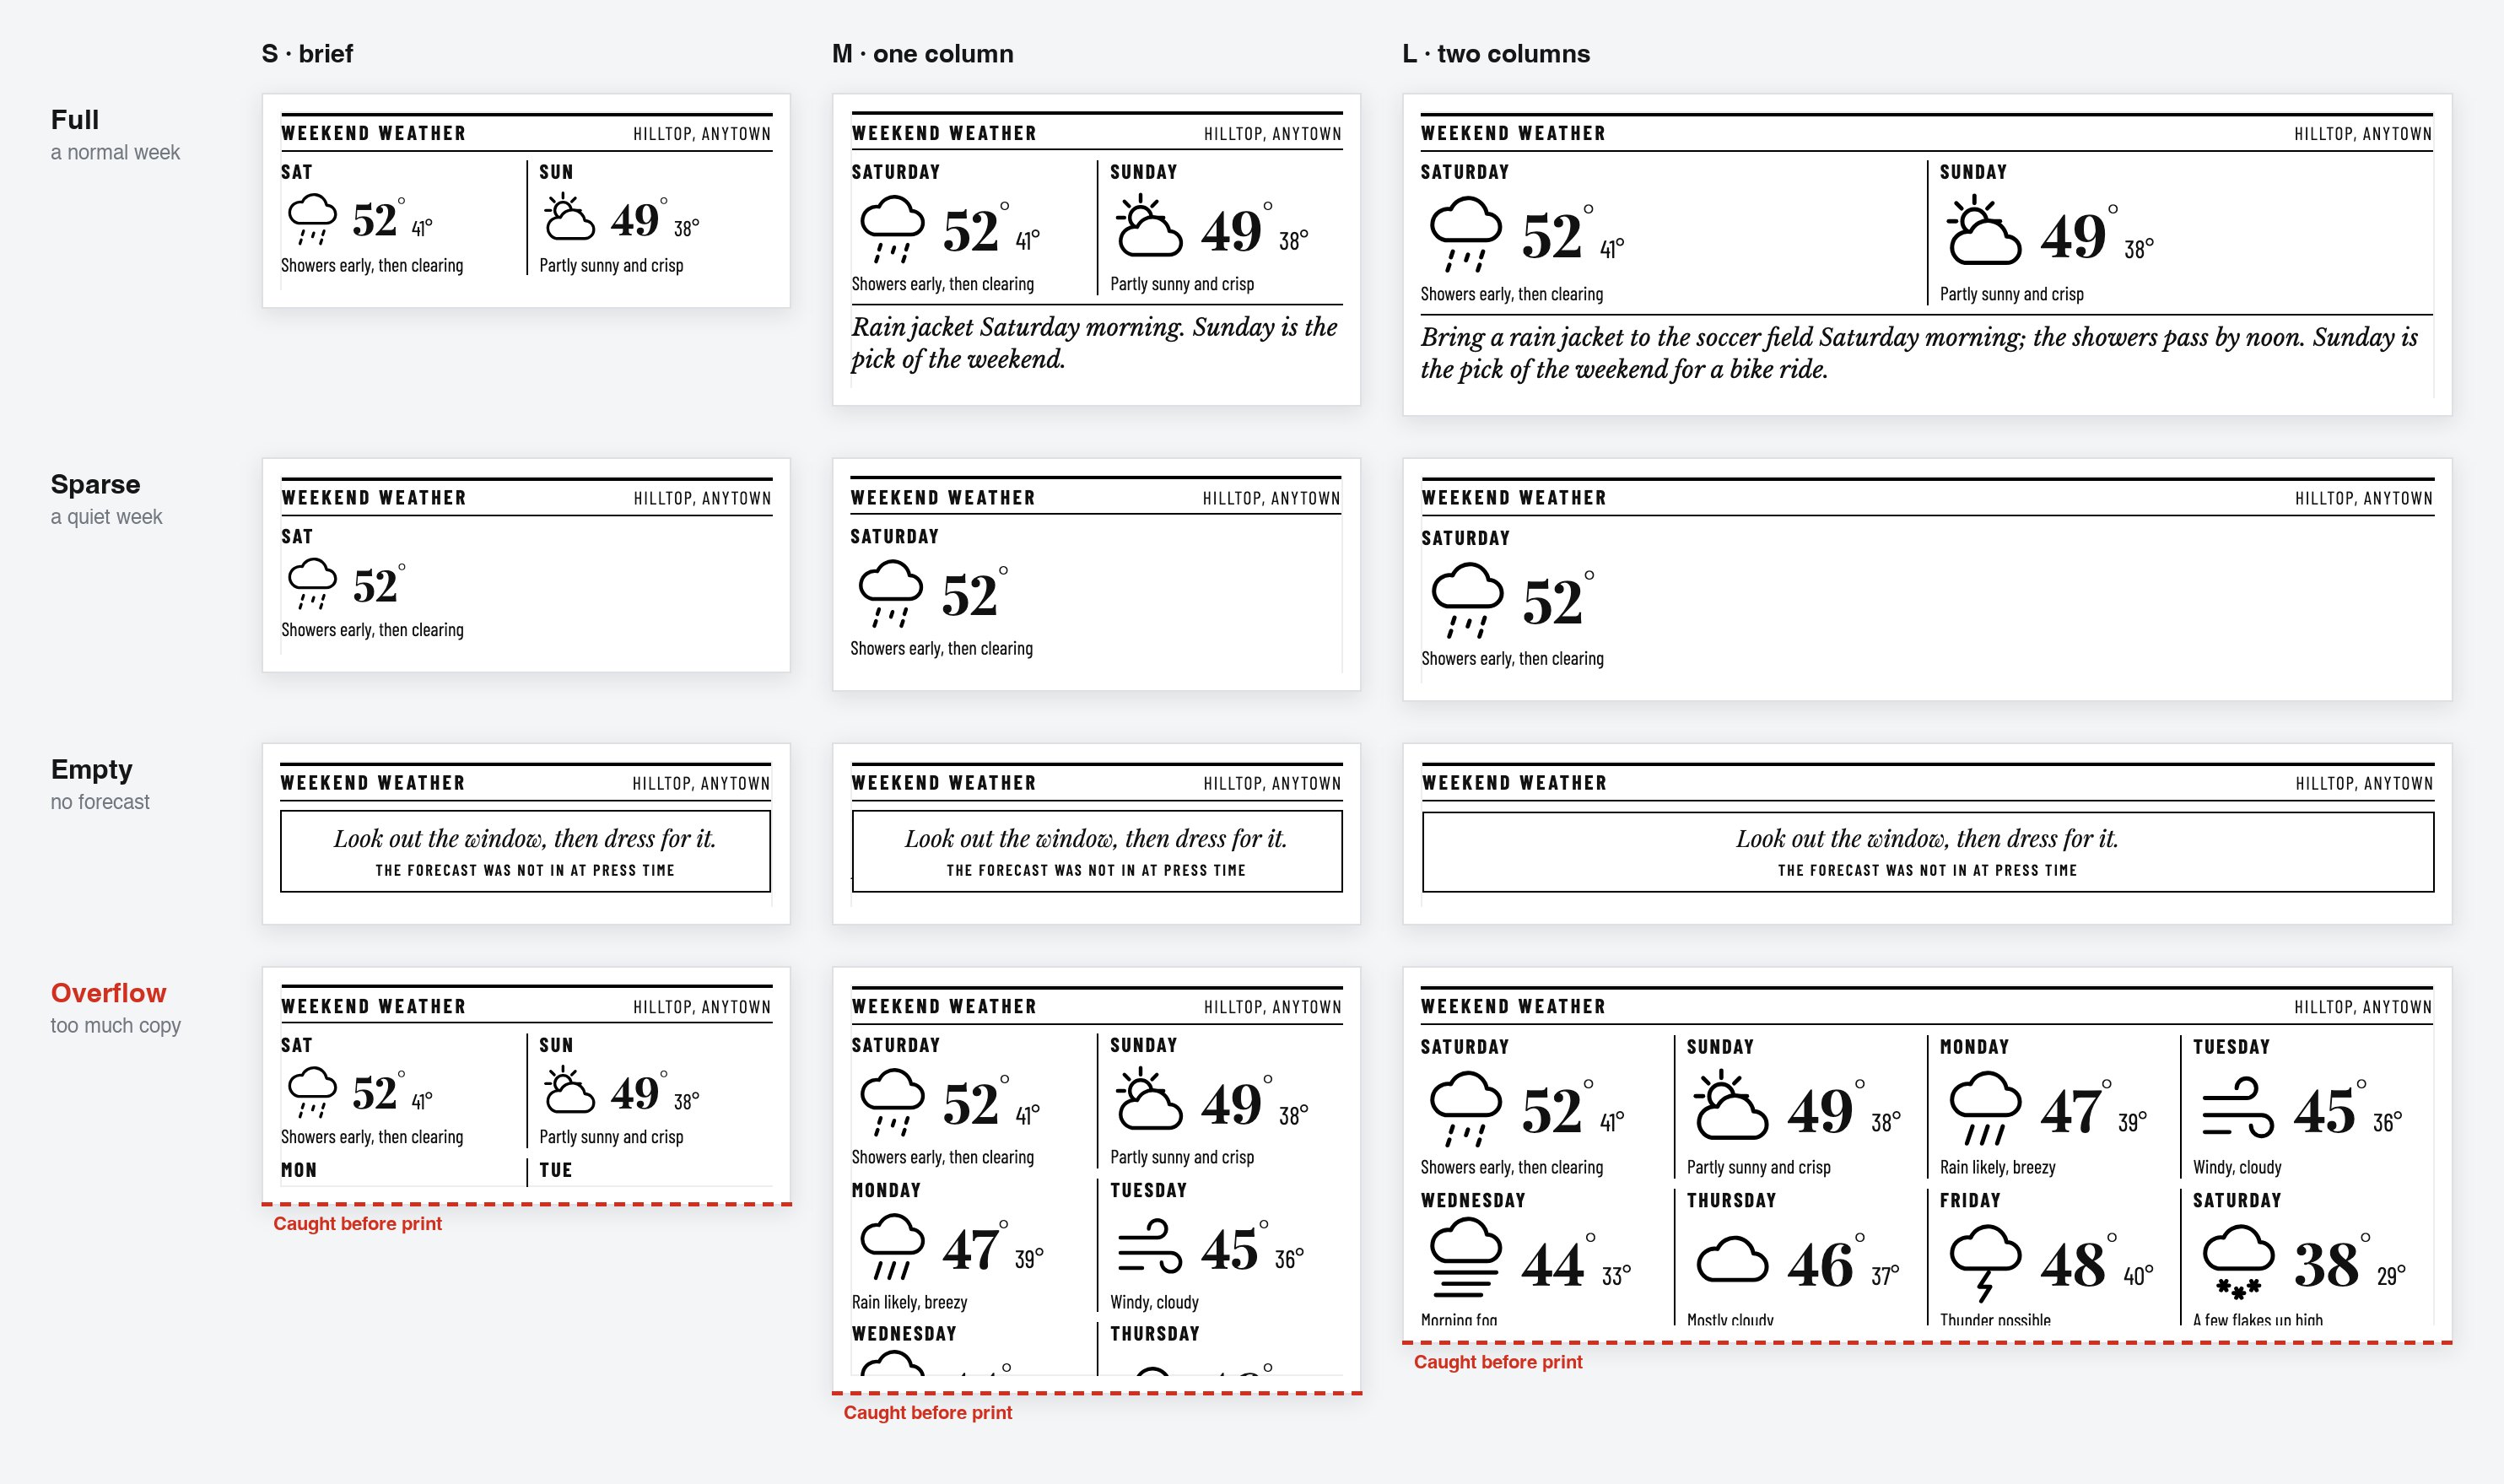 S · brief
M · one column
L · two columns
Full
a normal week
WEEKEND WEATHER HILLTOP, ANYTOWN
SAT SUN
52° 41° 49° 38°
Showers early, then clearing Partly sunny and crisp
WEEKEND WEATHER HILLTOP, ANYTOWN
SATURDAY SUNDAY
52° 41° 49° 38°
Showers early, then clearing Partly sunny and crisp
Rain jacket Saturday morning. Sunday is the
pick of the weekend.
WEEKEND WEATHER HILLTOP, ANYTOWN
SATURDAY SUNDAY
52° 41° 49° 38°
Showers early, then clearing Partly sunny and crisp
Bring a rain jacket to the soccer field Saturday morning; the showers pass by noon. Sunday is
the pick of the weekend for a bike ride.
Sparse
a quiet week
WEEKEND WEATHER HILLTOP, ANYTOWN
SAT
52°
Showers early, then clearing
WEEKEND WEATHER HILLTOP, ANYTOWN
SATURDAY
52°
Showers early, then clearing
WEEKEND WEATHER HILLTOP, ANYTOWN
SATURDAY
52°
Showers early, then clearing
Empty
no forecast
WEEKEND WEATHER HILLTOP, ANYTOWN
Look out the window, then dress for it.
THE FORECAST WAS NOT IN AT PRESS TIME
WEEKEND WEATHER HILLTOP, ANYTOWN
Look out the window, then dress for it.
THE FORECAST WAS NOT IN AT PRESS TIME
WEEKEND WEATHER HILLTOP, ANYTOWN
Look out the window, then dress for it.
THE FORECAST WAS NOT IN AT PRESS TIME
Overflow
too much copy
WEEKEND WEATHER HILLTOP, ANYTOWN
SAT SUN
52° 41° 49° 38°
Showers early, then clearing Partly sunny and crisp
MON TUE
Caught before print
WEEKEND WEATHER HILLTOP, ANYTOWN
SATURDAY SUNDAY
52° 41° 49° 38°
Showers early, then clearing Partly sunny and crisp
MONDAY TUESDAY
47° 39° 45° 36°
Rain likely, breezy Windy, cloudy
WEDNESDAY THURSDAY
Caught before print
WEEKEND WEATHER HILLTOP, ANYTOWN
SATURDAY SUNDAY MONDAY TUESDAY
52° 41° 49° 38° 47° 39° 45° 36°
Showers early, then clearing Partly sunny and crisp Rain likely, breezy Windy, cloudy
WEDNESDAY THURSDAY FRIDAY SATURDAY
44° 33° 46° 37° 48° 40° 38° 29°
Morning fog Mostly cloudy Thunder possible A few flakes up high
Caught before print